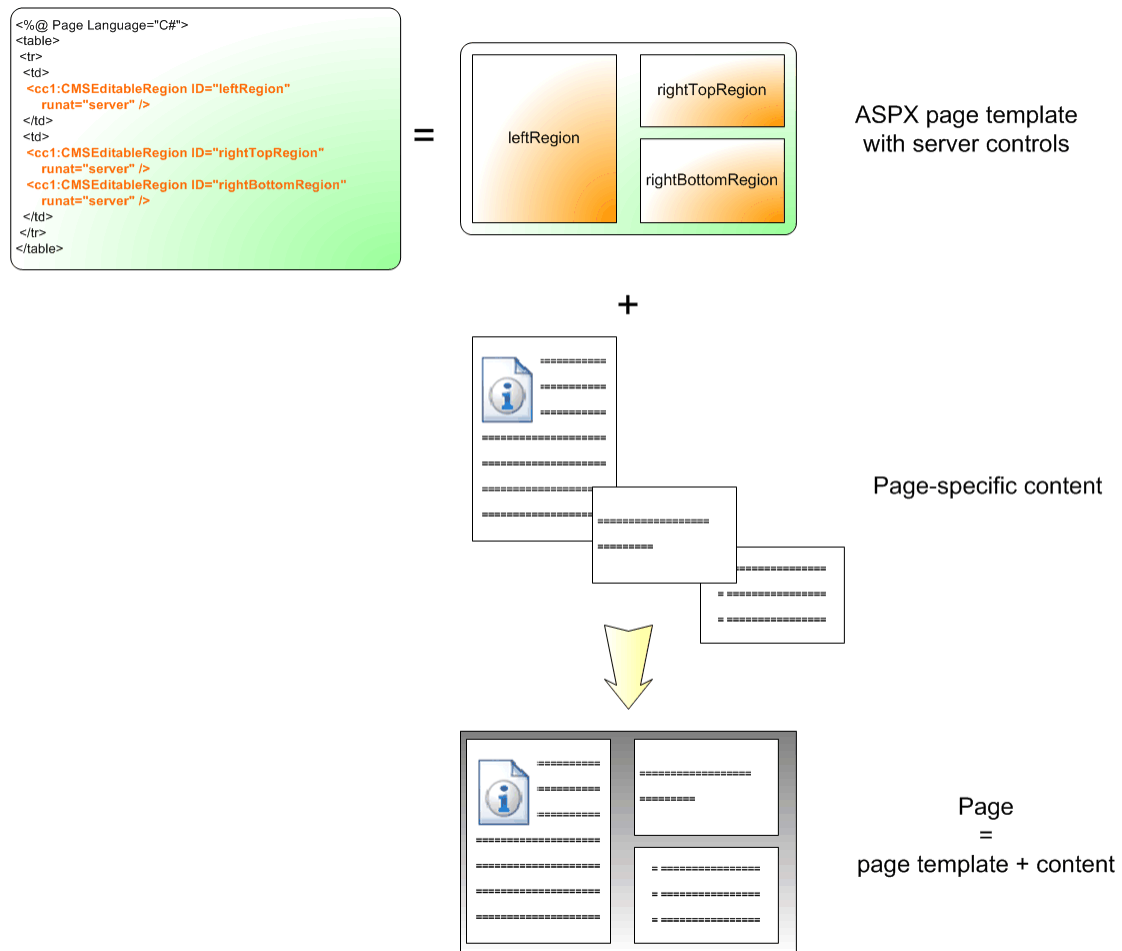 <%@ Page Language="C#">
<table>
<tr>
<td>
<cc1:CMSEditableRegion ID="leftRegion"
runat="server" />
</td>
<td>
<cc1:CMSEditableRegion ID="rightTopRegion"
runat="server" />
<cc1:CMSEditableRegion ID="rightBottomRegion"
runat="server" />
</td>
</tr>
</table>
=
leftRegion
rightTopRegion
rightBottomRegion
ASPX page template
with server controls
+
Page-specific content
Page
=
page template + content